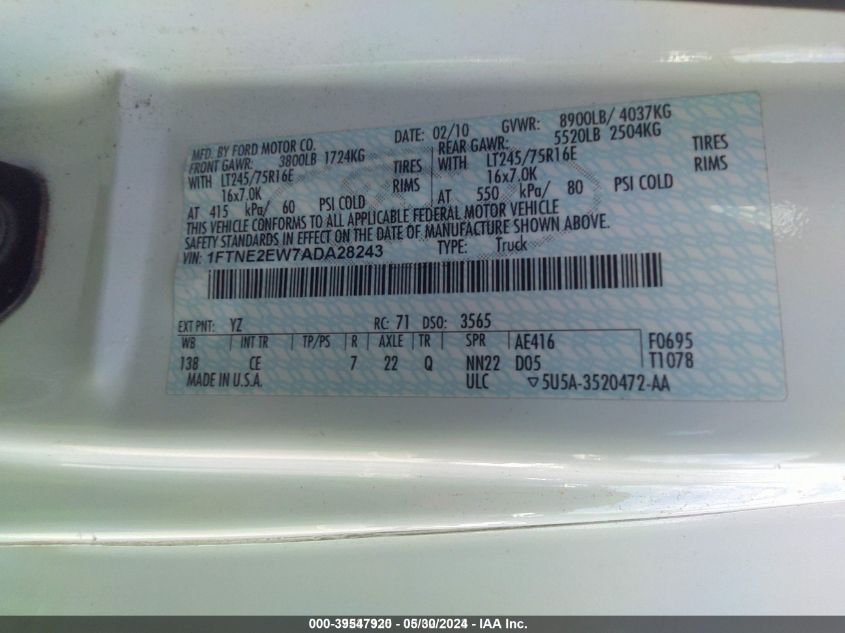 MFD. BY FORD MOTOR CO. DATE: 02/10 GVWR: 8900LB/ 4037KG
FRONT GAWR: 3800LB 1724KG REAR GAWR: 5520LB 2504KG
WITH LT245/75R16E TIRES WITH LT245/75R16E TIRES
16x7.0K RIMS 16x7.0K RIMS
AT 415 kPa/ 60 PSI COLD AT 550 kPa/ 80 PSI COLD
THIS VEHICLE CONFORMS TO ALL APPLICABLE FEDERAL MOTOR VEHICLE
SAFETY STANDARDS IN EFFECT ON THE DATE OF MANUFACTURE SHOWN ABOVE.
VIN: 1FTNE2EW7ADA28243 TYPE: Truck
EXT PNT: YZ RC: 71 DSO: 3565
WB INT TR TP/PS R AXLE TR SPR AE416 F0695
138 CE 7 22 Q NN22 D05 T1078
MADE IN U.S.A. ULC ▽5U5A-3520472-AA
000-39547920 - 05/30/2024 - IAA Inc.